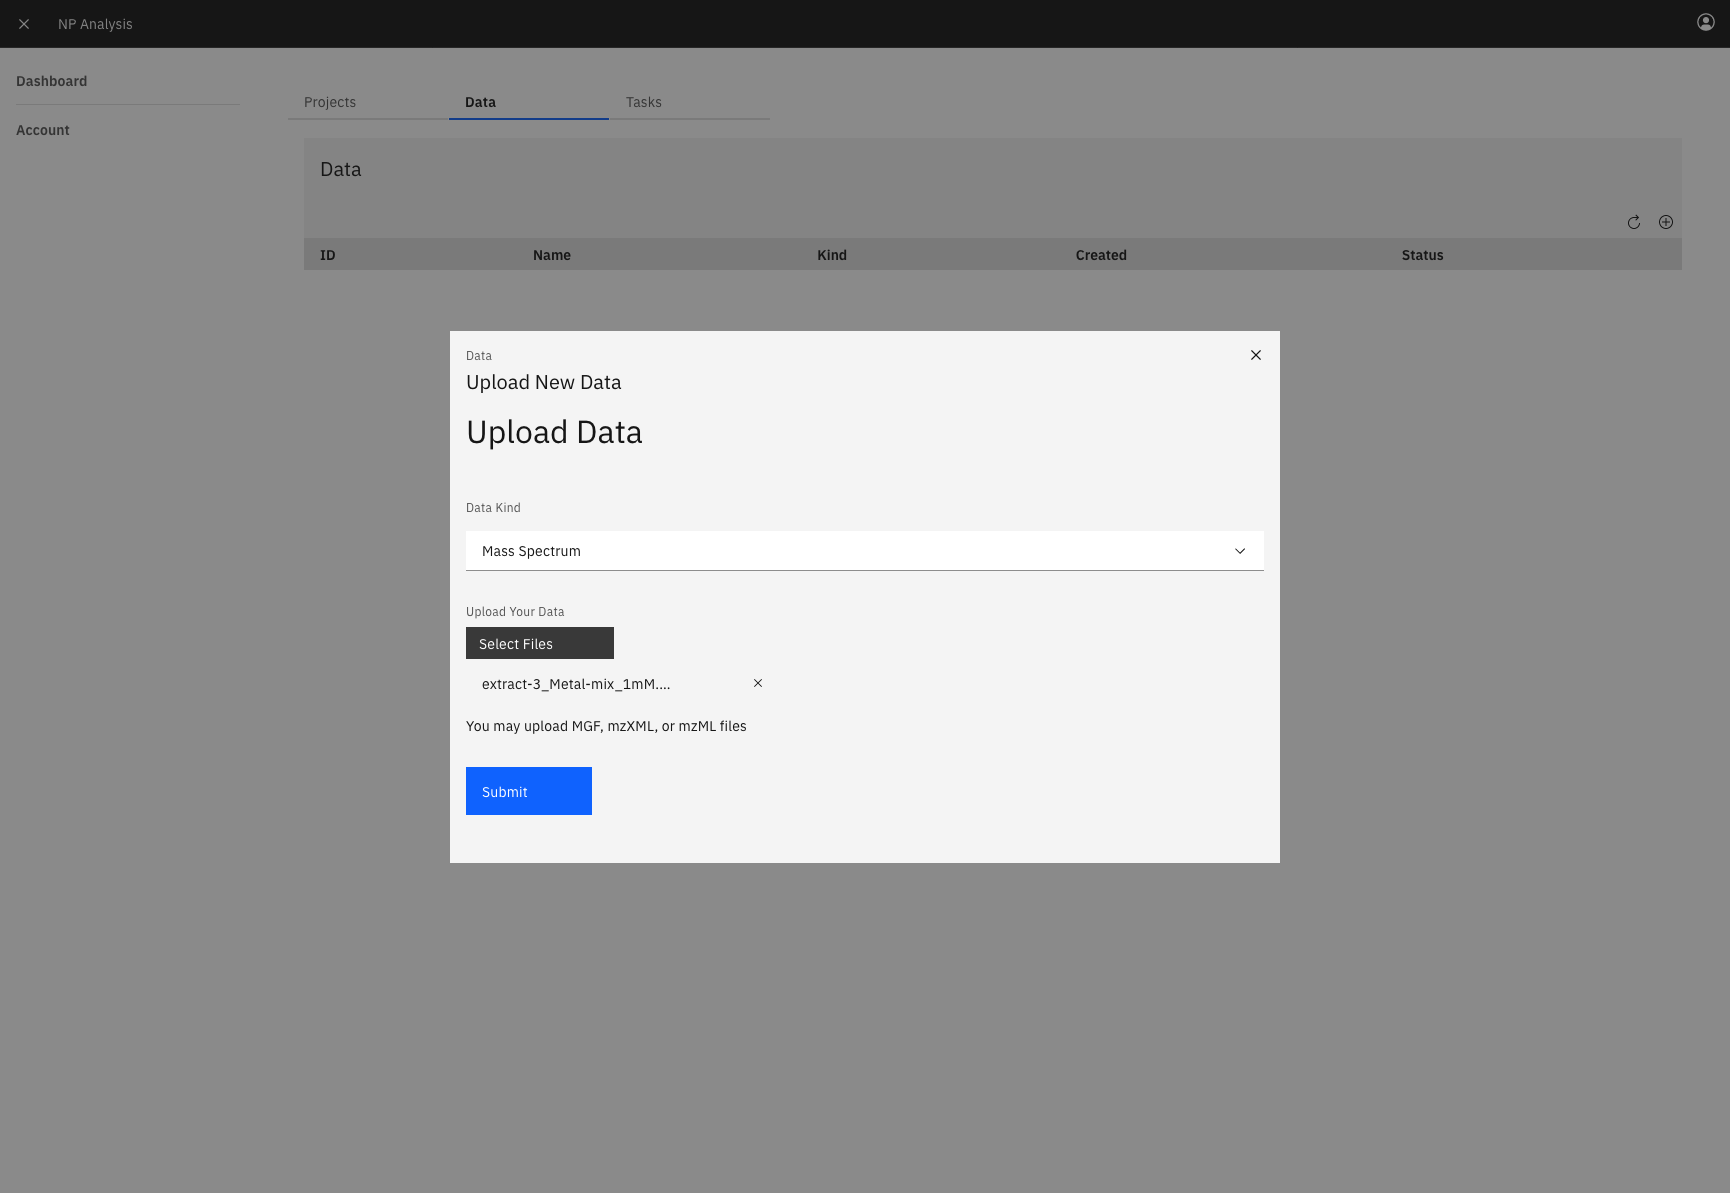 NP Analysis
Dashboard
Account
Projects Data Tasks
Data
ID Name Kind Created Status
Data
Upload New Data
Upload Data
Data Kind
Mass Spectrum
Upload Your Data
Select Files
extract-3_Metal-mix_1mM....
You may upload MGF, mzXML, or mzML files
Submit